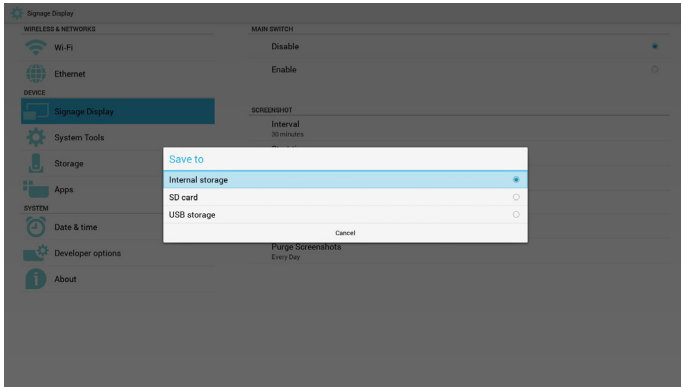 Signage Display
WIRELESS & NETWORKS
Wi-Fi
Ethernet
DEVICE
Signage Display
System Tools
Storage
Apps
SYSTEM
Date & time
Developer options
About
MAIN SWITCH
Disable
Enable
SCREENSHOT
Interval
30 minutes
Save to
Internal storage
SD card
USB storage
Cancel
Purge Screenshots
Every Day